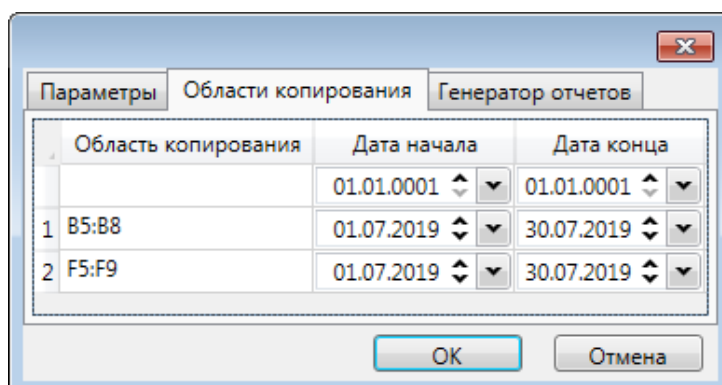 Параметры Области копирования Генератор отчетов
Область копирования Дата начала Дата конца
01.01.0001 01.01.0001
1 B5:B8 01.07.2019 30.07.2019
2 F5:F9 01.07.2019 30.07.2019
ОК Отмена